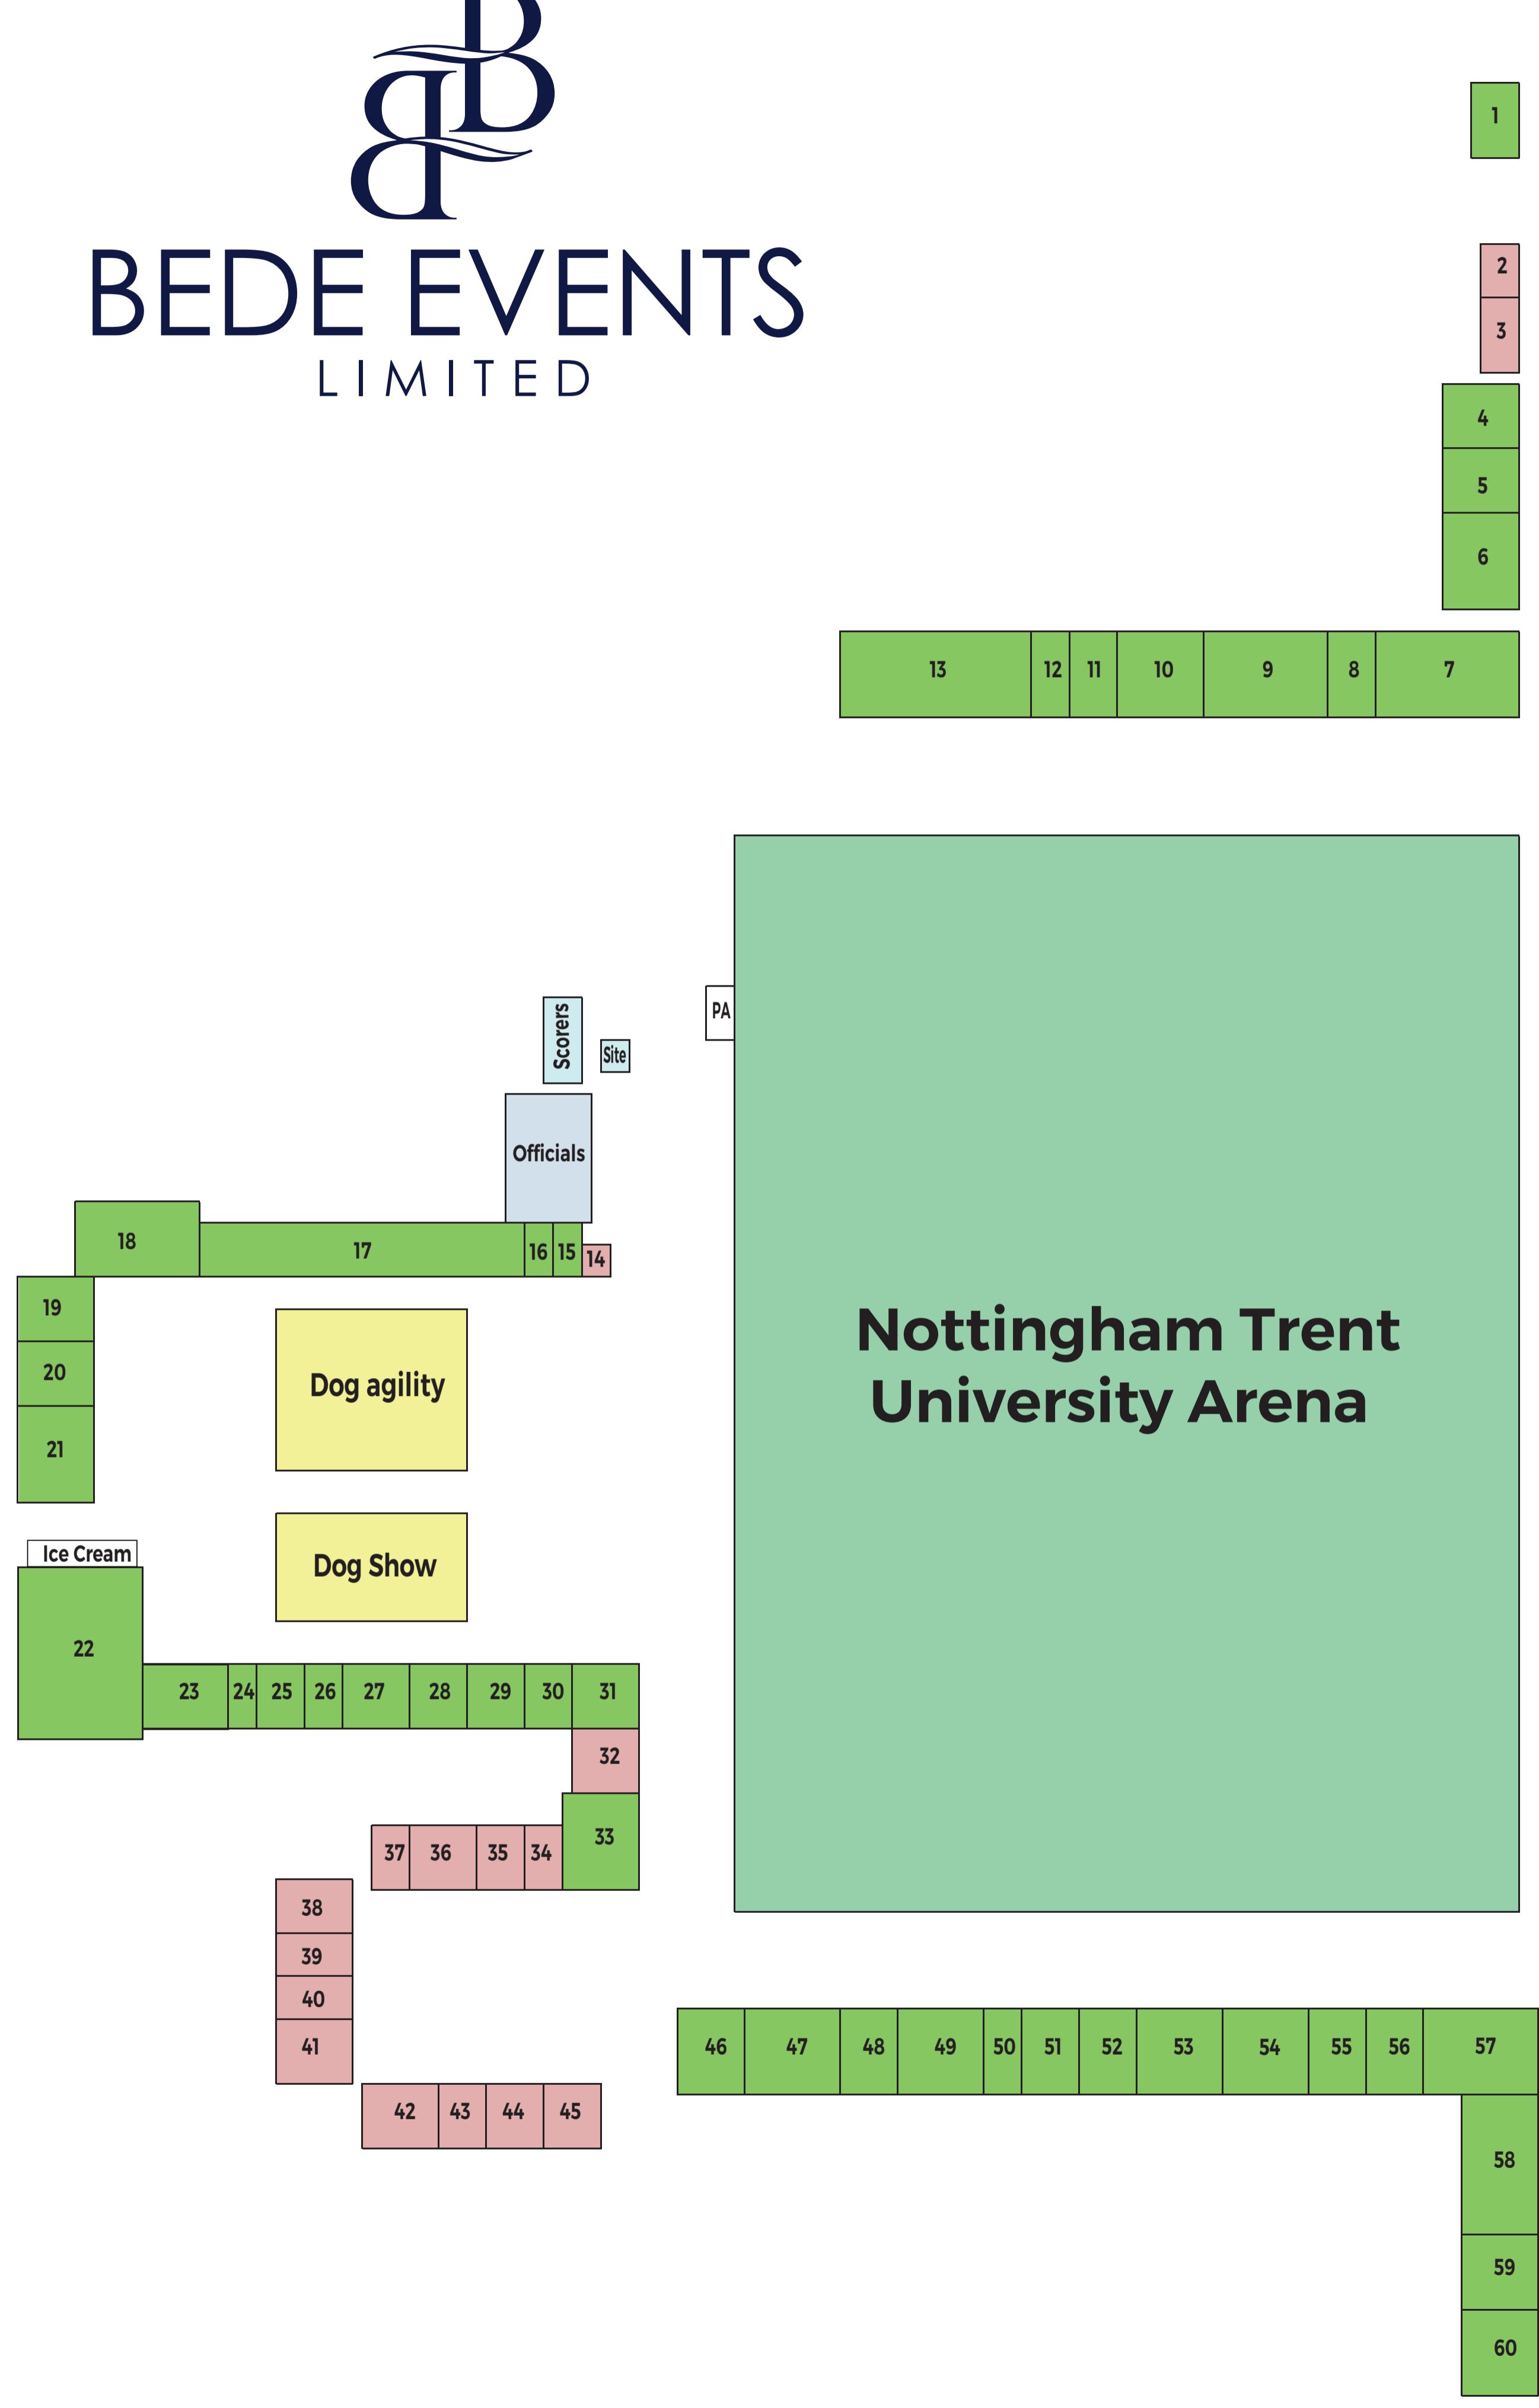 BEDE EVENTS
LIMITED
1
2
3
4
5
6
13 12 11 10 9 8 7
PA
Scorers
Site
Officials
18 17 16 15 14
19
20
21
Dog agility
Nottingham Trent
University Arena
Ice Cream
Dog Show
22
23 24 25 26 27 28 29 30 31
32
33
37 36 35 34
38
39
40
41
42 43 44 45
46 47 48 49 50 51 52 53 54 55 56 57
58
59
60